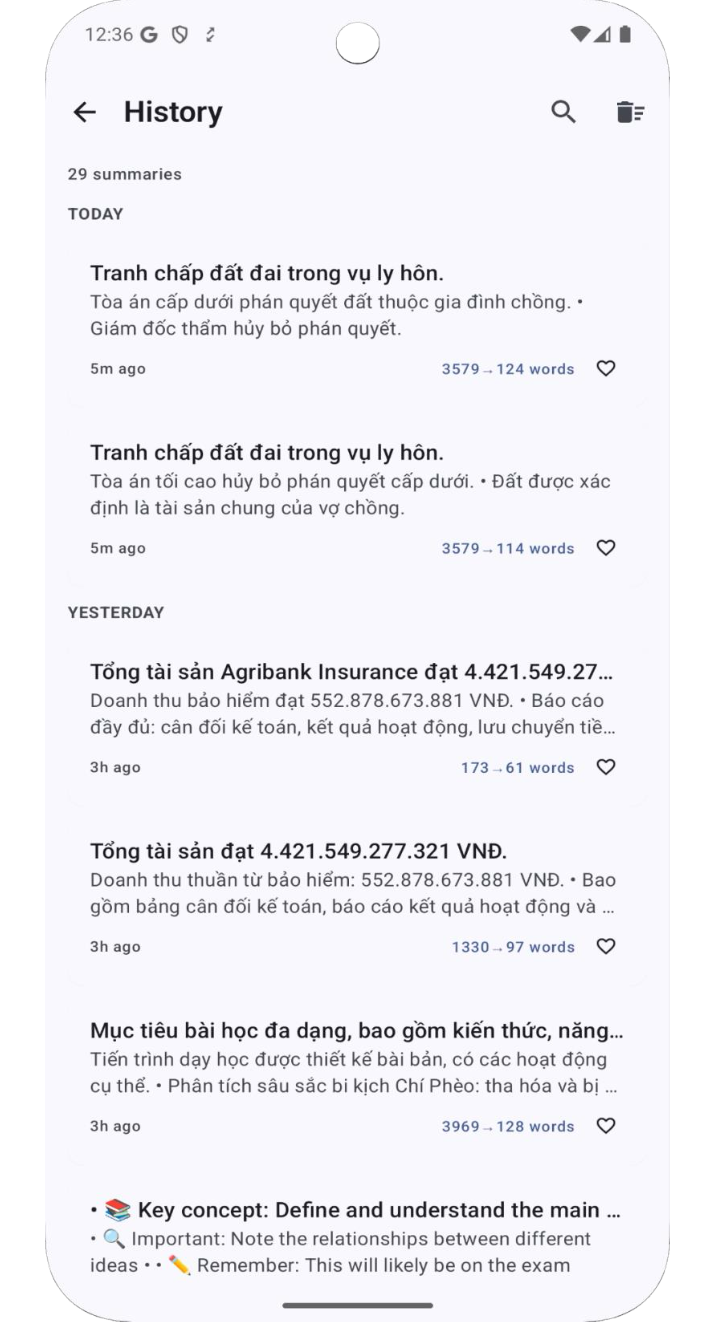 12:36
History
29 summaries
TODAY
Tranh chấp đất đai trong vụ ly hôn.
Tòa án cấp dưới phán quyết đất thuộc gia đình chồng. •
Giám đốc thẩm hủy bỏ phán quyết.
5m ago
3579→124 words
Tranh chấp đất đai trong vụ ly hôn.
Tòa án tối cao hủy bỏ phán quyết cấp dưới. • Đất được xác
định là tài sản chung của vợ chồng.
5m ago
3579→114 words
YESTERDAY
Tổng tài sản Agribank Insurance đạt 4.421.549.27...
Doanh thu bảo hiểm đạt 552.878.673.881 VNĐ. • Báo cáo
đầy đủ: cân đối kế toán, kết quả hoạt động, lưu chuyển tiề...
3h ago
173→61 words
Tổng tài sản đạt 4.421.549.277.321 VNĐ.
Doanh thu thuần từ bảo hiểm: 552.878.673.881 VNĐ. • Bao
gồm bảng cân đối kế toán, báo cáo kết quả hoạt động và ...
3h ago
1330→97 words
Mục tiêu bài học đa dạng, bao gồm kiến thức, năng...
Tiến trình dạy học được thiết kế bài bản, có các hoạt động
cụ thể. • Phân tích sâu sắc bi kịch Chí Phèo: tha hóa và bị ...
3h ago
3969→128 words
• 📚 Key concept: Define and understand the main ...
• 🔍 Important: Note the relationships between different
ideas • • ✏️ Remember: This will likely be on the exam